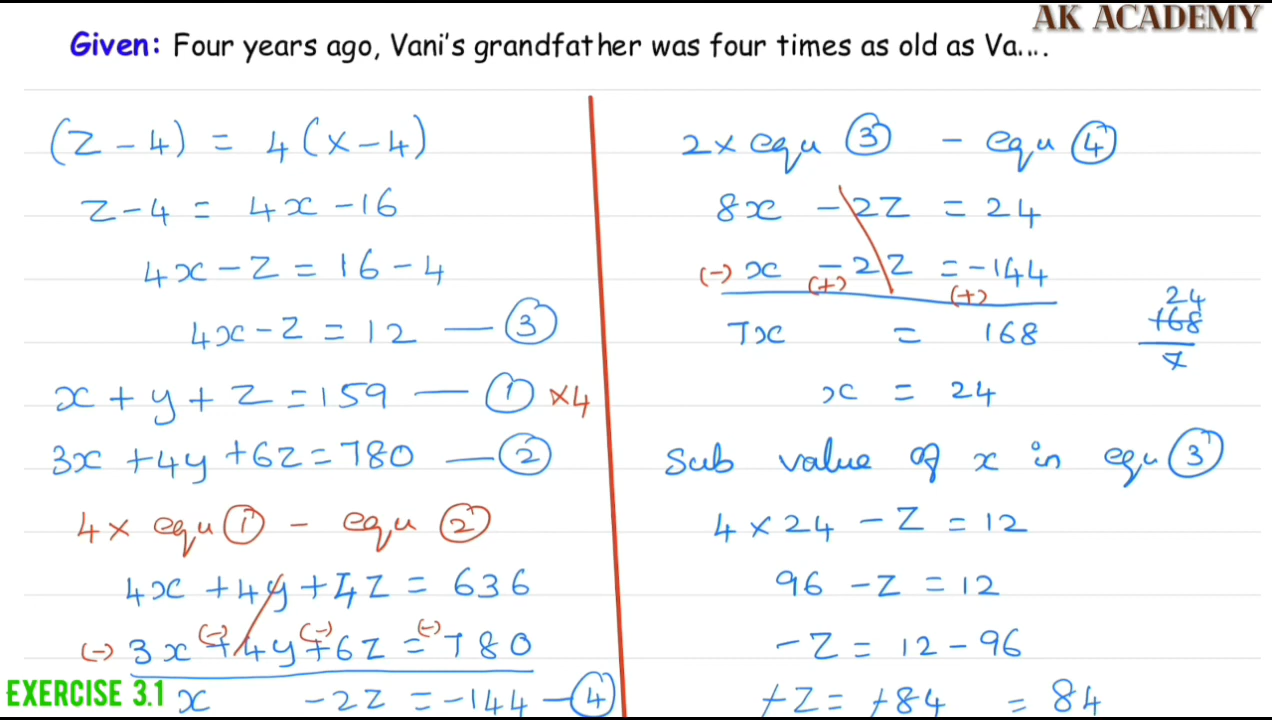 AK ACADEMY
Given: Four years ago, Vani's grandfather was four times as old as Va....
(Z - 4) = 4(x - 4)
Z - 4 = 4x - 16
4x - Z = 16 - 4
4x - Z = 12 — ③
x + y + Z = 159 — ① ×4
3x + 4y + 6Z = 780 — ②
4 × equ ① - equ ②
4x + 4y + 4Z = 636
(-) 3x (-) + 4y (-) + 6Z = (-) 780
x - 2Z = -144 — ④
EXERCISE 3.1
2 × equ ③ - equ ④
8x - 2Z = 24
(-) x - 2Z = -144
(+) (+)
7x = 168
24
168
7
x = 24
Sub value of x in equ ③
4 × 24 - Z = 12
96 - Z = 12
-Z = 12 - 96
+Z = +84 = 84